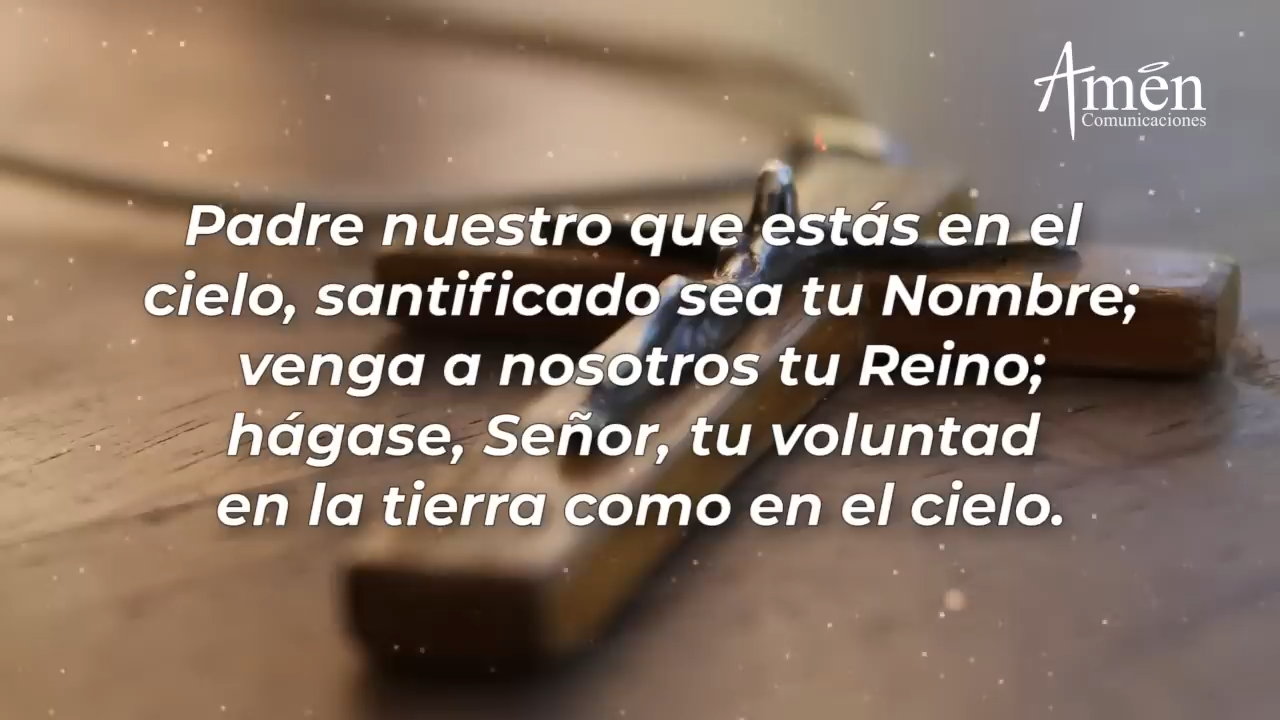 Amén
Comunicaciones
Padre nuestro que estás en el
cielo, santificado sea tu Nombre;
venga a nosotros tu Reino;
hágase, Señor, tu voluntad
en la tierra como en el cielo.